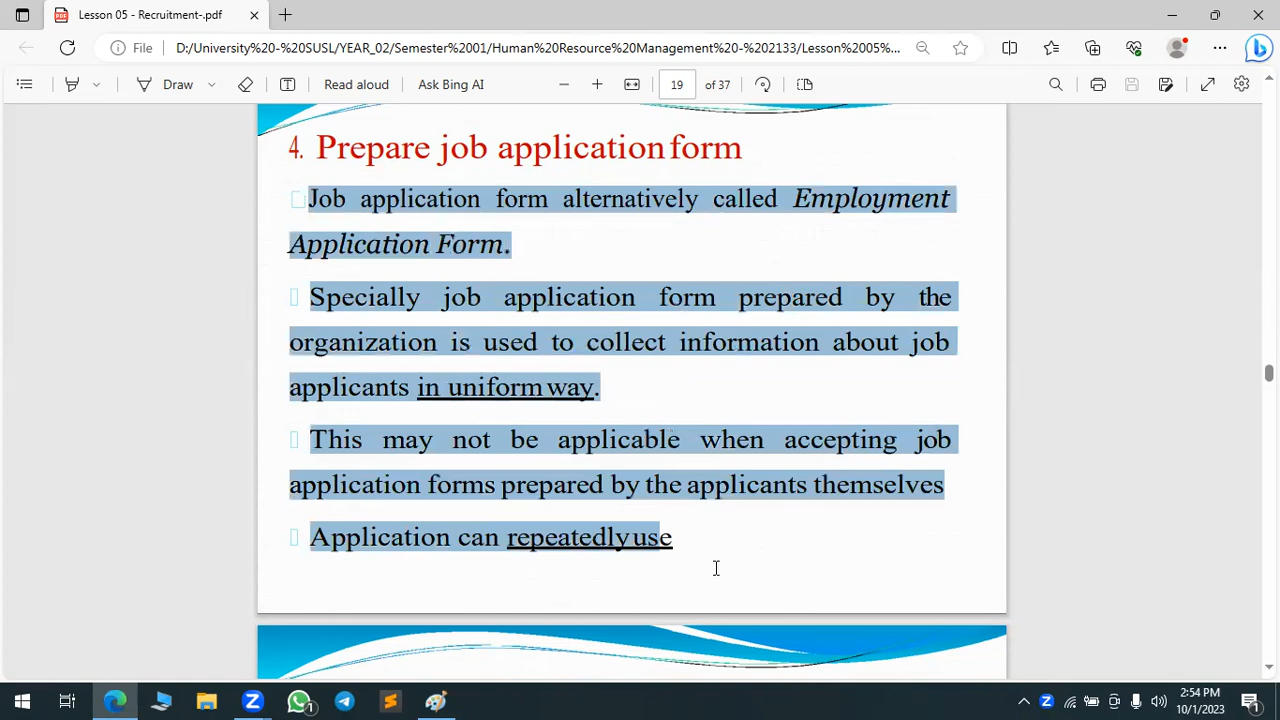 Lesson 05 - Recruitment-.pdf
File
D:/University%20-%20SUSL/YEAR_02/Semester%2001/Human%20Resource%20Management%20-%202133/Lesson%2005%...
Draw
Read aloud
Ask Bing AI
19 of 37
4. Prepare job application form
Job application form alternatively called Employment
Application Form.
Specially job application form prepared by the
organization is used to collect information about job
applicants in uniform way.
This may not be applicable when accepting job
application forms prepared by the applicants themselves
Application can repeatedly use
2:54 PM
10/1/2023